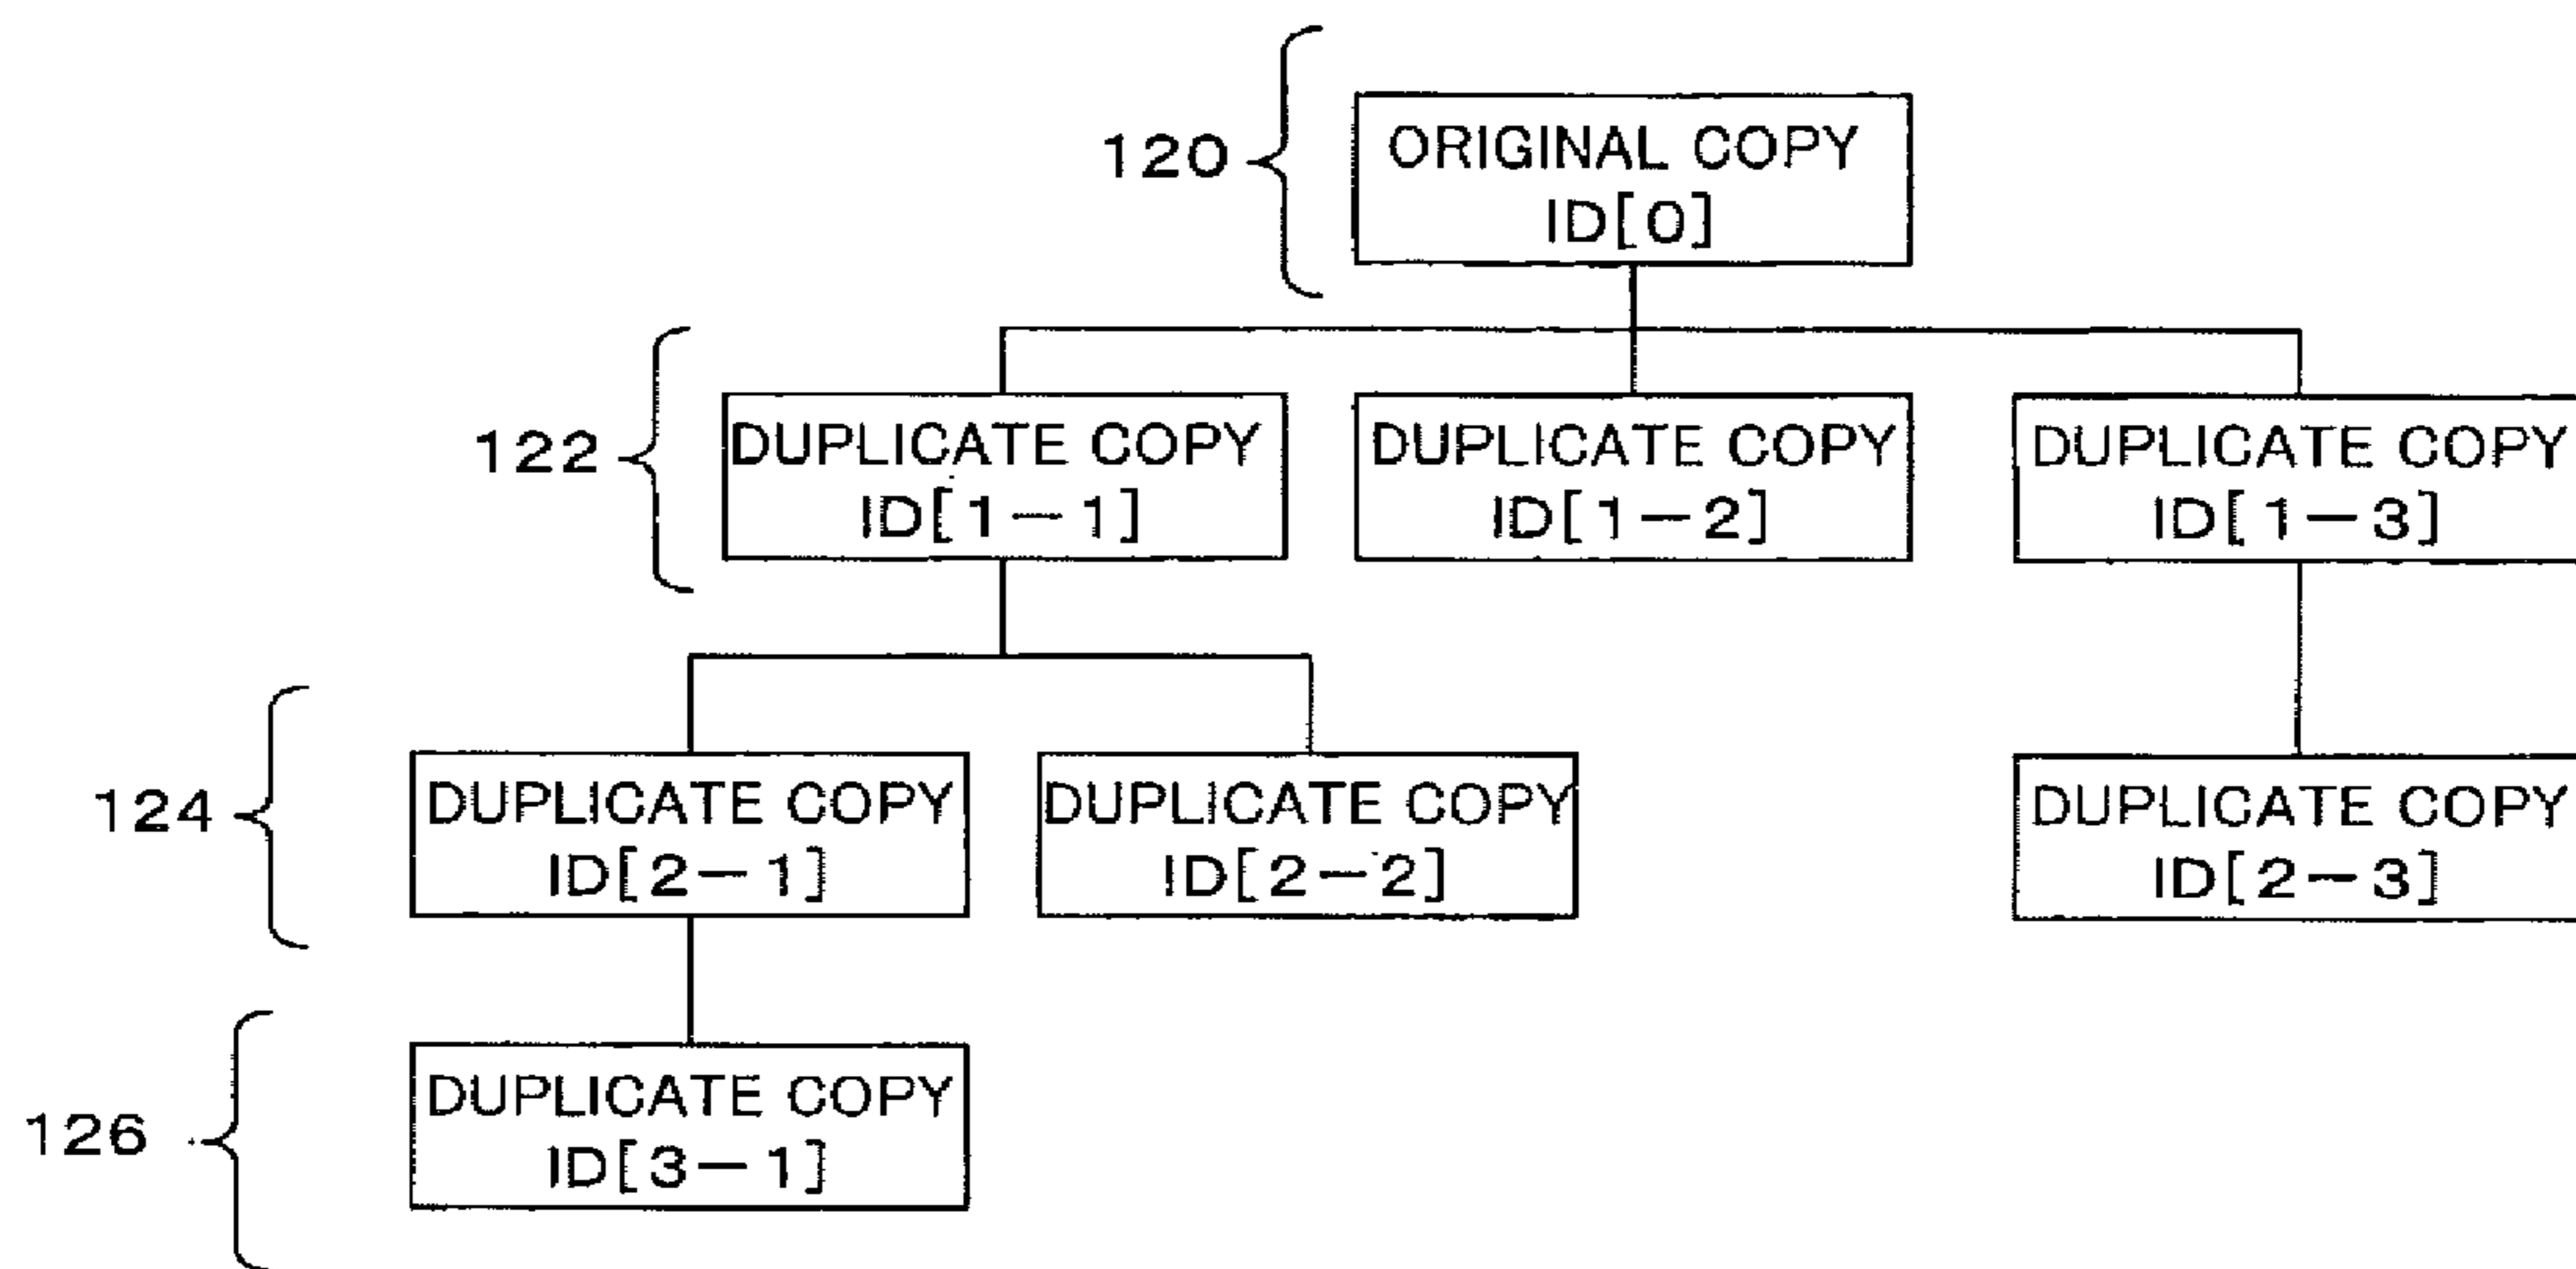 120
ORIGINAL COPY
ID[0]
122
DUPLICATE COPY
ID[1-1]
DUPLICATE COPY
ID[1-2]
DUPLICATE COPY
ID[1-3]
124
DUPLICATE COPY
ID[2-1]
DUPLICATE COPY
ID[2-2]
DUPLICATE COPY
ID[2-3]
126
DUPLICATE COPY
ID[3-1]